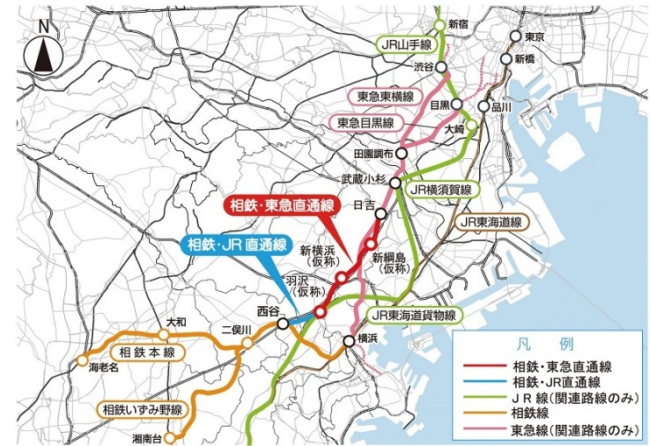 N
新宿
JR山手線
東京
新橋
渋谷
東急東横線
目黒
品川
東急目黒線
大崎
田園調布
武蔵小杉
JR横須賀線
日吉
相鉄・東急直通線
JR東海道線
相鉄・JR直通線
新横浜
(仮称)
新綱島
(仮称)
羽沢
(仮称)
西谷
JR東海道貨物線
大和
二俣川
横浜
相鉄本線
海老名
相鉄いずみ野線
湘南台
凡例
相鉄・東急直通線
相鉄・JR直通線
JR線(関連路線のみ)
相鉄線
東急線(関連路線のみ)